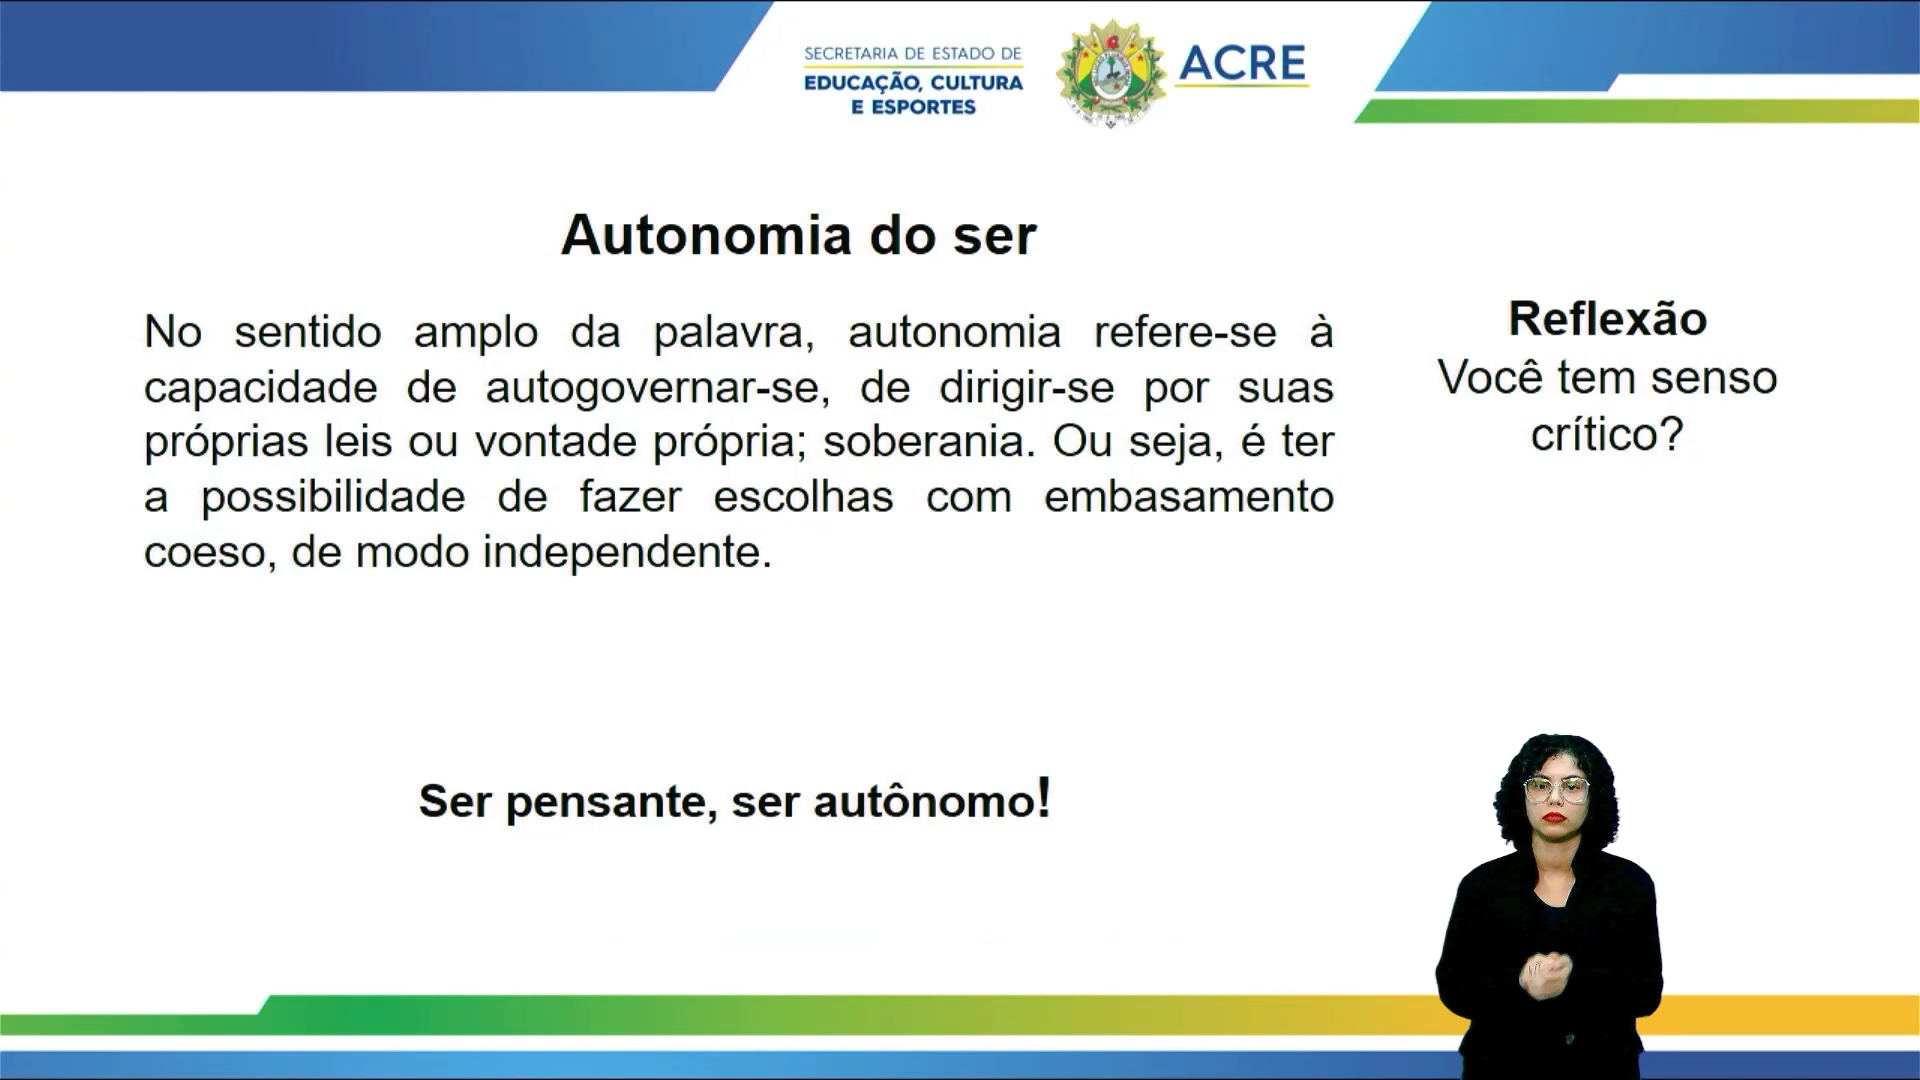 SECRETARIA DE ESTADO DE
EDUCAÇÃO, CULTURA
E ESPORTES
ACRE
Autonomia do ser
No sentido amplo da palavra, autonomia refere-se à
capacidade de autogovernar-se, de dirigir-se por suas
próprias leis ou vontade própria; soberania. Ou seja, é ter
a possibilidade de fazer escolhas com embasamento
coeso, de modo independente.
Reflexão
Você tem senso
crítico?
Ser pensante, ser autônomo!